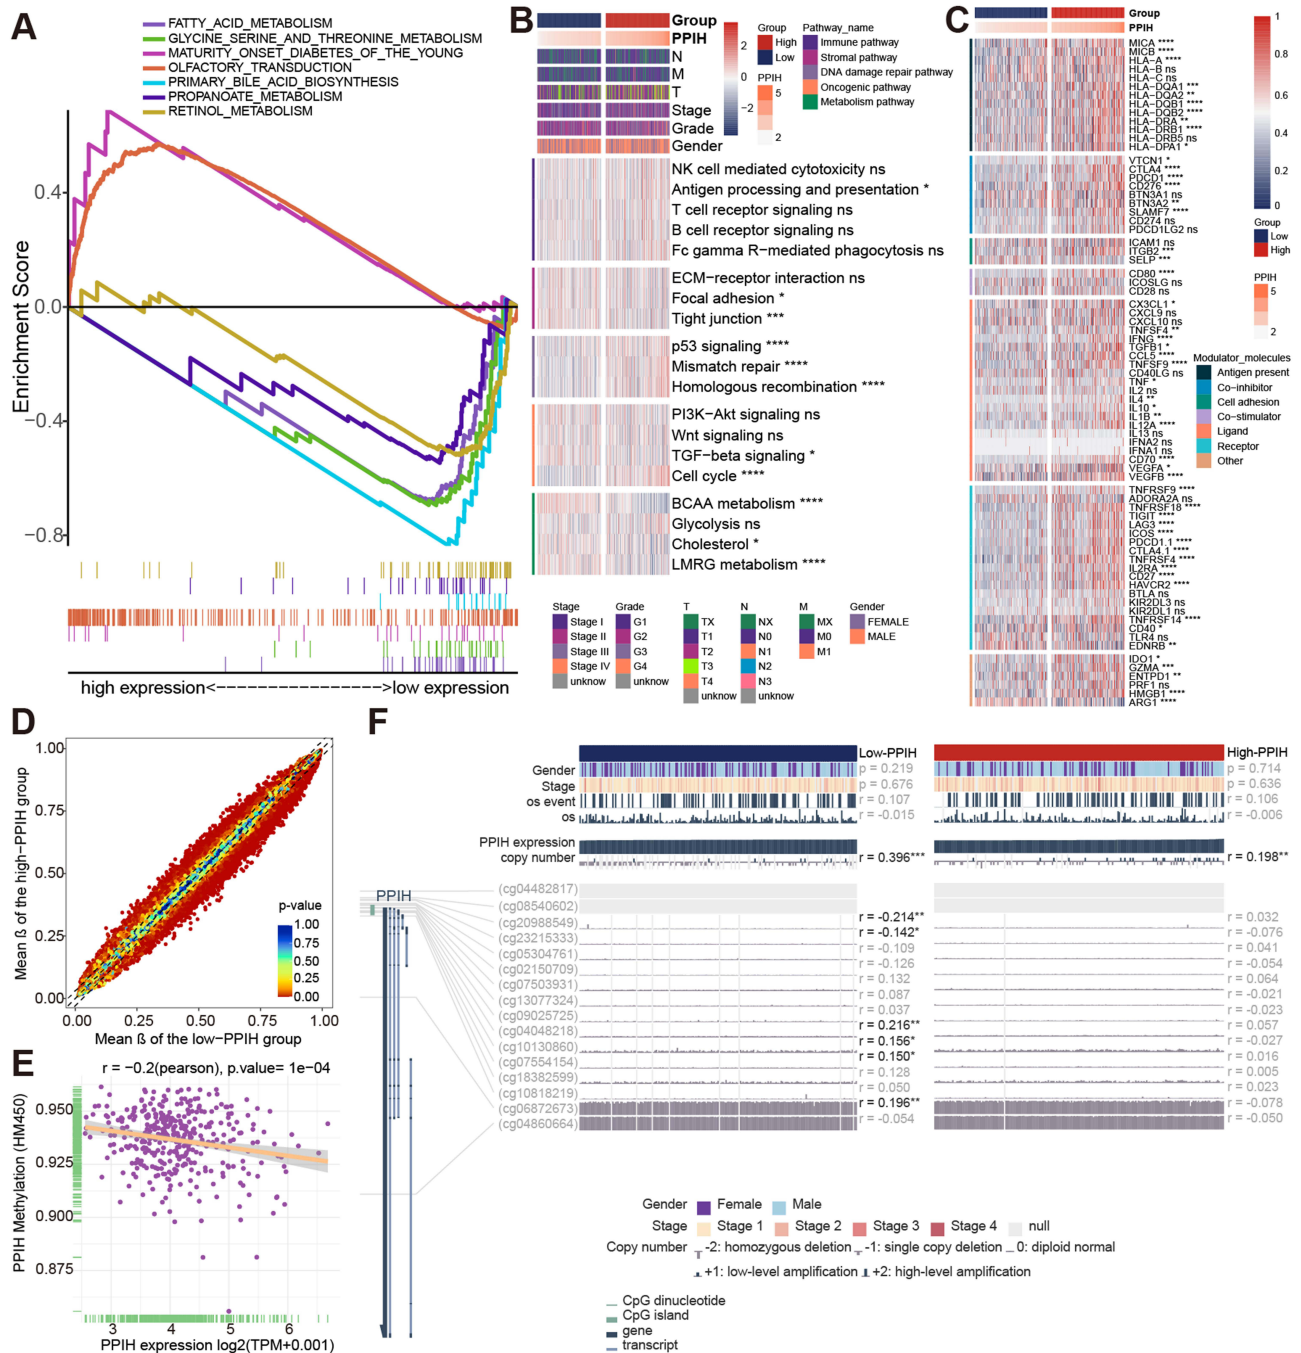 A
FATTY_ACID_METABOLISM
GLYCINE_SERINE_AND_THREONINE_METABOLISM
MATURITY_ONSET_DIABETES_OF_THE_YOUNG
OLFACTORY_TRANSDUCTION
PRIMARY_BILE_ACID_BIOSYNTHESIS
PROPANOATE_METABOLISM
RETINOL_METABOLISM
Enrichment Score
0.4
0.0
−0.4
−0.8
high expression<---------------->low expression
B
Group
PPIH
N
M
T
Stage
Grade
Gender
2
0
−2
Group
High
Low
PPIH
5
2
Pathway_name
Immune pathway
Stromal pathway
DNA damage repair pathway
Oncogenic pathway
Metabolism pathway
NK cell mediated cytotoxicity ns
Antigen processing and presentation *
T cell receptor signaling ns
B cell receptor signaling ns
Fc gamma R−mediated phagocytosis ns
ECM−receptor interaction ns
Focal adhesion *
Tight junction ***
p53 signaling ****
Mismatch repair ****
Homologous recombination ****
PI3K−Akt signaling ns
Wnt signaling ns
TGF−beta signaling *
Cell cycle ****
BCAA metabolism ****
Glycolysis ns
Cholesterol *
LMRG metabolism ****
Stage
Stage I
Stage II
Stage III
Stage IV
unknow
Grade
G1
G2
G3
G4
unknow
T
TX
T1
T2
T3
T4
unknow
N
NX
N0
N1
N2
N3
unknow
M
MX
M0
M1
Gender
FEMALE
MALE
C
Group
PPIH
MICA ****
MICB ****
HLA−A ****
HLA−B ns
HLA−C ns
HLA−DQA1 ***
HLA−DQA2 **
HLA−DQB1 ****
HLA−DQB2 ****
HLA−DRA **
HLA−DRB1 ****
HLA−DRB5 ns
HLA−DPA1 *
VTCN1 *
CTLA4 ****
PDCD1 ****
CD276 ****
BTN3A1 ns
BTN3A2 **
SLAMF7 ****
CD274 ns
PDCD1LG2 ns
ICAM1 ns
ITGB2 ***
SELP ***
CD80 ****
ICOSLG ns
CD28 ns
CX3CL1 *
CXCL9 ns
CXCL10 ns
TNFSF4 **
IFNG ****
TGFB1 *
CCL5 ****
TNFSF9 ****
CD40LG ns
TNF *
IL2 ns
IL4 **
IL10 *
IL1B **
IL12A ****
IL13 ns
IFNA2 ns
IFNA1 ns
CD70 ****
VEGFA *
VEGFB ****
TNFRSF9 ****
ADORA2A ns
TNFRSF18 ****
TIGIT ****
LAG3 ****
ICOS ****
PDCD1.1 ****
CTLA4.1 ****
TNFRSF4 ****
IL2RA ****
CD27 ****
HAVCR2 ****
BTLA ns
KIR2DL3 ns
KIR2DL1 ns
TNFRSF14 ****
CD40 *
TLR4 ns
EDNRB **
IDO1 *
GZMA ***
ENTPD1 **
PRF1 ns
HMGB1 ****
ARG1 ****
1
0.8
0.6
0.4
0.2
0
Group
Low
High
PPIH
5
2
Modulator_molecules
Antigen present
Co−inhibitor
Cell adhesion
Co−stimulator
Ligand
Receptor
Other
D
Mean ß of the high−PPIH group
1.00
0.75
0.50
0.25
0.00
0.00
0.25
0.50
0.75
1.00
Mean ß of the low−PPIH group
p-value
1.00
0.75
0.50
0.25
0.00
E
r = −0.2(pearson), p.value= 1e−04
PPIH Methylation (HM450)
0.950
0.925
0.900
0.875
3
4
5
6
PPIH expression log2(TPM+0.001)
F
Low-PPIH
High-PPIH
Gender
p = 0.219
p = 0.714
Stage
p = 0.676
p = 0.636
os event
r = 0.107
r = 0.106
os
r = -0.015
r = -0.006
PPIH expression
copy number
r = 0.396***
r = 0.198**
PPIH
(cg04482817)
(cg08540602)
(cg20988549)
(cg23215333)
(cg05304761)
(cg02150709)
(cg07503931)
(cg13077324)
(cg09025725)
(cg04048218)
(cg10130860)
(cg07554154)
(cg18382599)
(cg10818219)
(cg06872673)
(cg04860664)
r = -0.214**
r = -0.142*
r = -0.109
r = -0.126
r = 0.132
r = 0.087
r = 0.037
r = 0.216**
r = 0.156*
r = 0.150*
r = 0.128
r = 0.050
r = 0.196**
r = -0.054
r = 0.032
r = -0.076
r = 0.041
r = -0.054
r = 0.064
r = -0.021
r = -0.023
r = 0.057
r = -0.027
r = 0.016
r = 0.005
r = 0.023
r = -0.078
r = -0.050
Gender Female Male
Stage Stage 1 Stage 2 Stage 3 Stage 4 null
Copy number -2: homozygous deletion -1: single copy deletion 0: diploid normal
+1: low-level amplification +2: high-level amplification
CpG dinucleotide
CpG island
gene
transcript